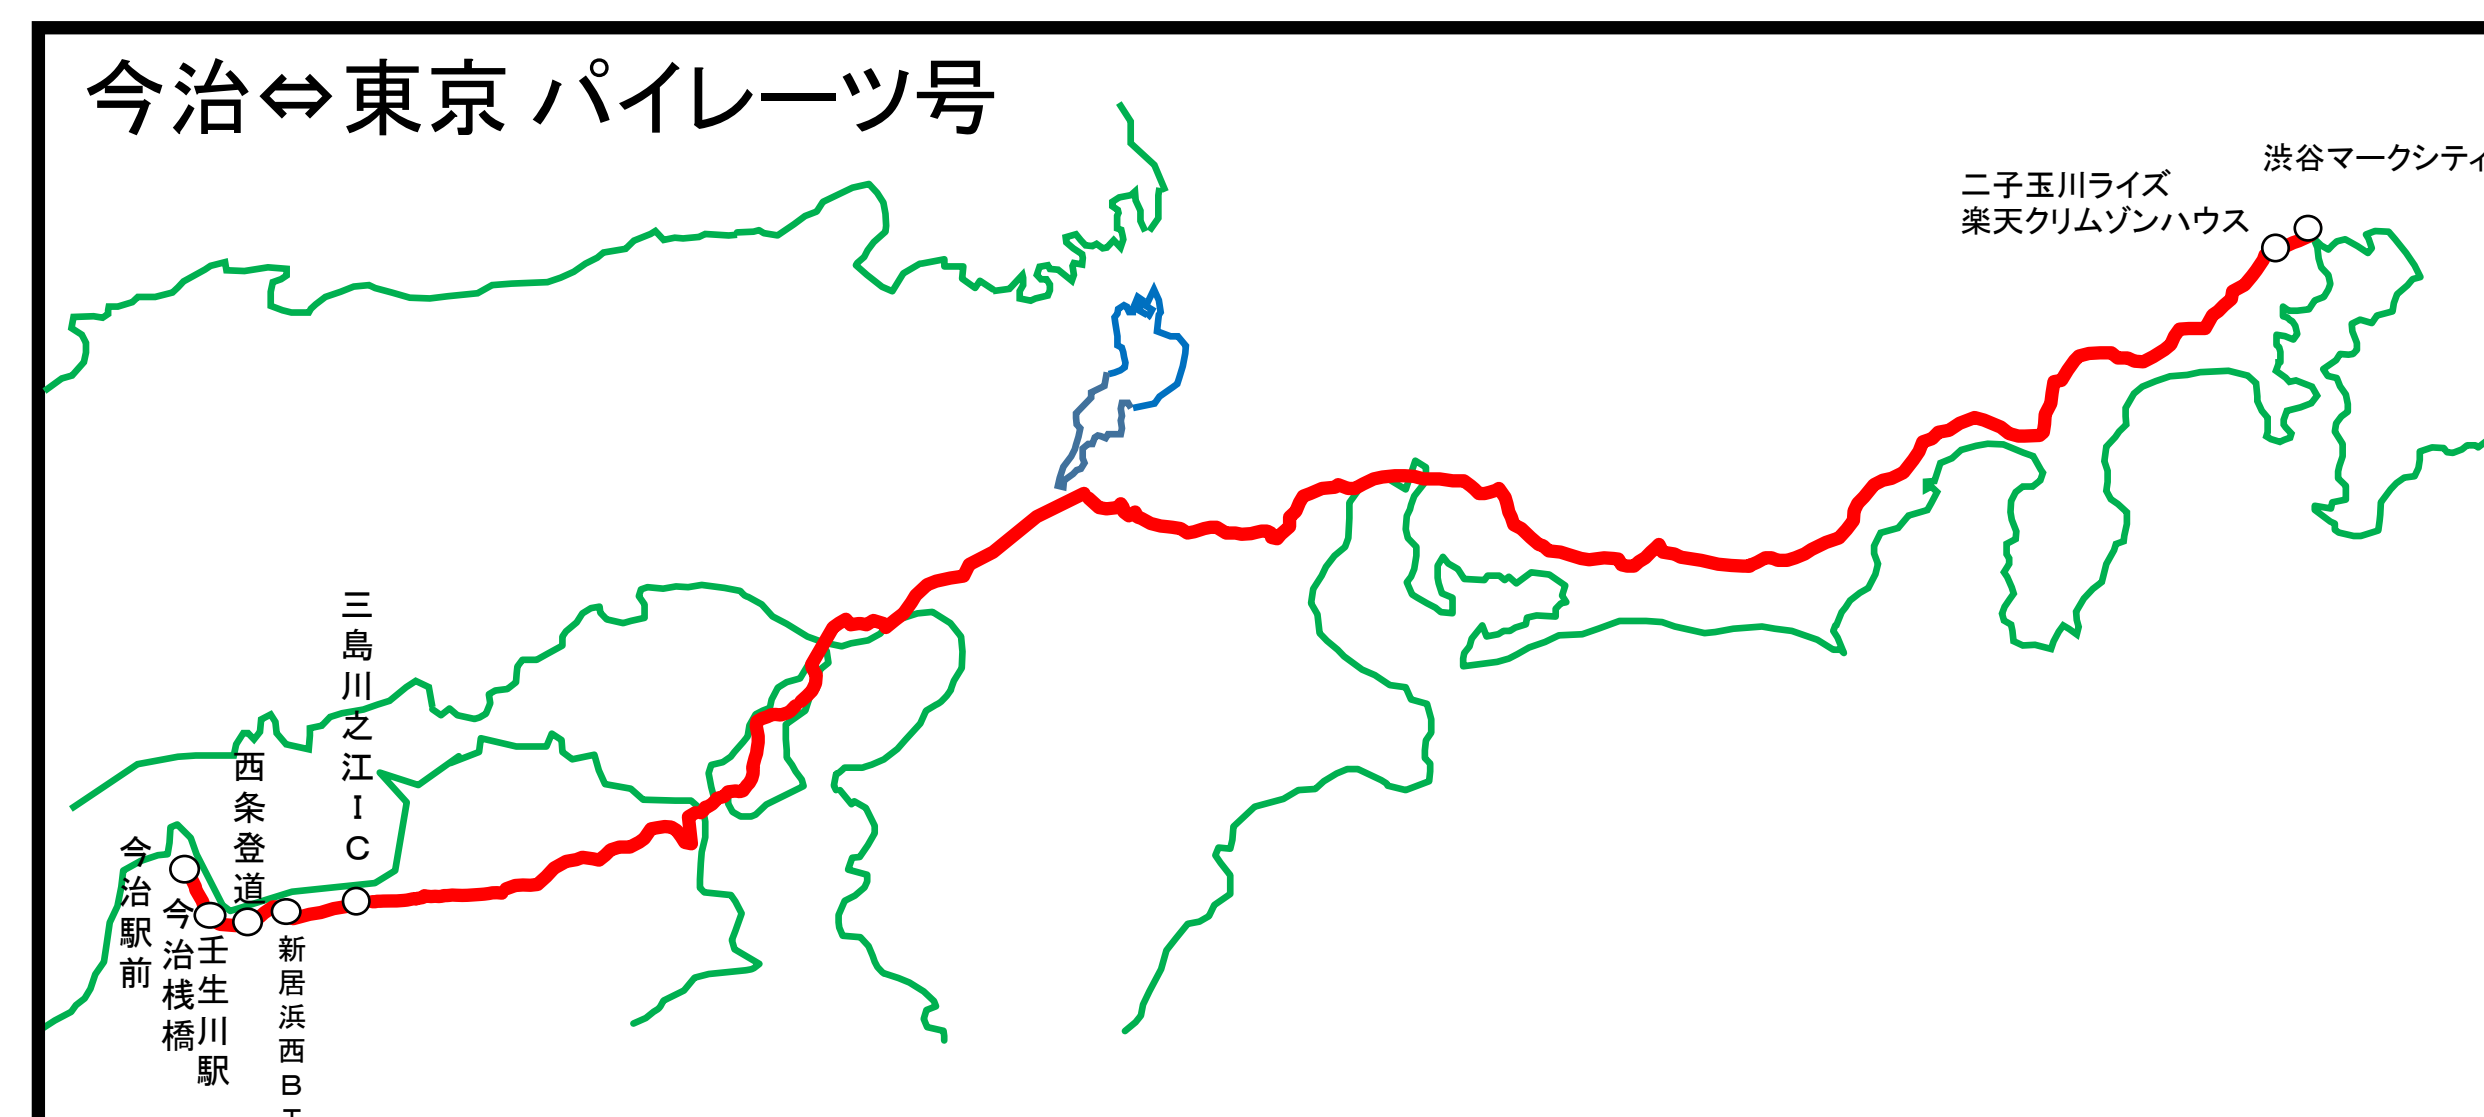 今治⇔東京 パイレーツ号
渋谷マークシティ
二子玉川ライズ
楽天クリムゾンハウス
三島川之江IC
西条登道
今治駅前
今治桟橋
壬生川駅
新居浜西B